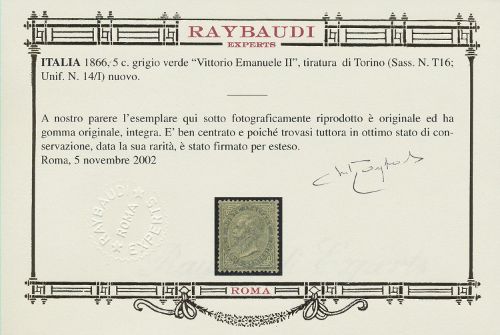 RAYBAUDI
EXPERTS
ITALIA 1866, 5 c. grigio verde “Vittorio Emanuele II”, tiratura di Torino (Sass. N. T16;
Unif. N. 14/I) nuovo.
A nostro parere l'esemplare qui sotto fotograficamente riprodotto è originale ed ha
gomma originale, integra. E' ben centrato e poiché trovasi tuttora in ottimo stato di con-
servazione, data la sua rarità, è stato firmato per esteso.
Roma, 5 novembre 2002
RAYBAUDI
ROMA
EXPERTS
ROMA